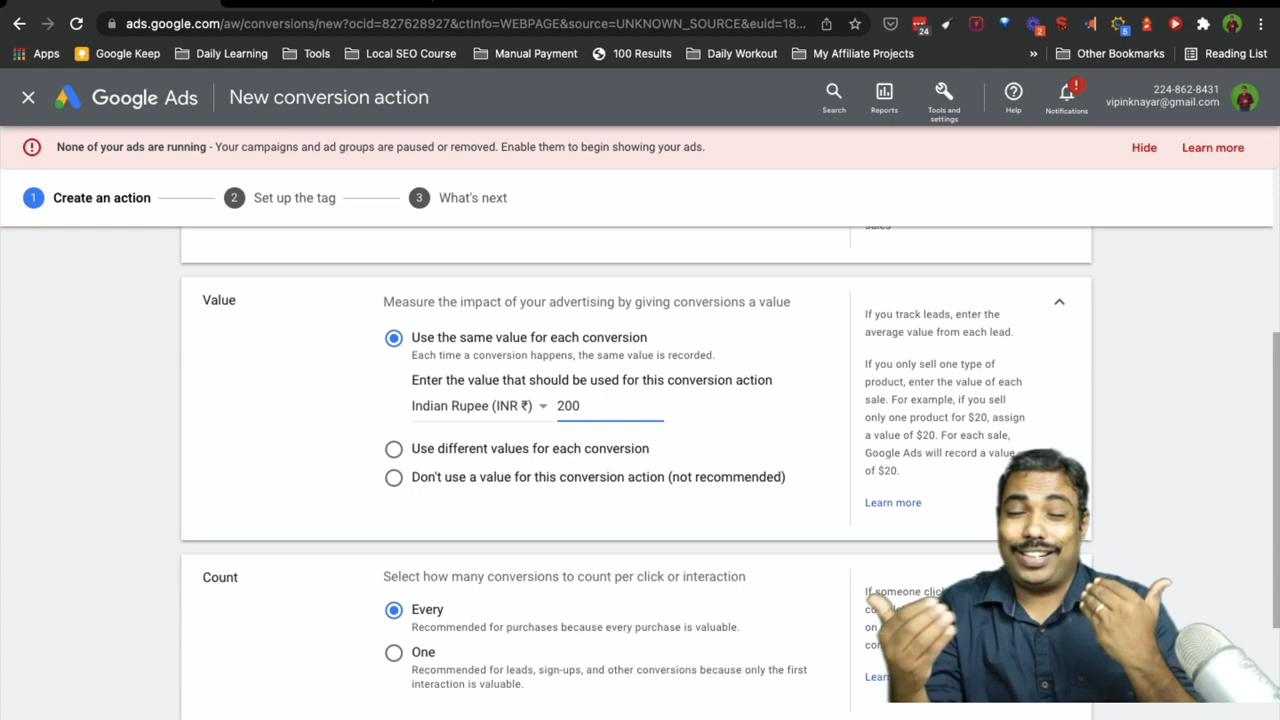 ads.google.com/aw/conversions/new?ocid=827628927&ctInfo=WEBPAGE&source=UNKNOWN_SOURCE&euid=18...
24
2
5
Apps
Google Keep
Daily Learning
Tools
Local SEO Course
Manual Payment
100 Results
Daily Workout
My Affiliate Projects
»
Other Bookmarks
Reading List
Google Ads
New conversion action
Search
Reports
Tools and
settings
Help
Notifications
224-862-8431
vipinknayar@gmail.com
None of your ads are running - Your campaigns and ad groups are paused or removed. Enable them to begin showing your ads.
Hide
Learn more
1 Create an action
2 Set up the tag
3 What's next
sales
Value
Measure the impact of your advertising by giving conversions a value
Use the same value for each conversion
Each time a conversion happens, the same value is recorded.
Enter the value that should be used for this conversion action
Indian Rupee (INR ₹) 200
Use different values for each conversion
Don't use a value for this conversion action (not recommended)
If you track leads, enter the
average value from each lead.
If you only sell one type of
product, enter the value of each
sale. For example, if you sell
only one product for $20, assign
a value of $20. For each sale,
Google Ads will record a value
of $20.
Learn more
Count
Select how many conversions to count per click or interaction
Every
Recommended for purchases because every purchase is valuable.
One
Recommended for leads, sign-ups, and other conversions because only the first
interaction is valuable.
If someone
on